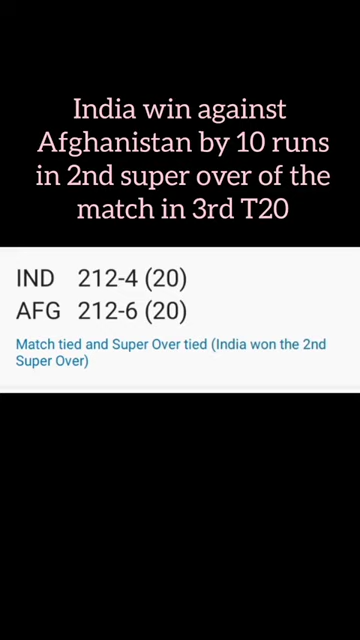 India win against
Afghanistan by 10 runs
in 2nd super over of the
match in 3rd T20
IND 212-4 (20)
AFG 212-6 (20)
Match tied and Super Over tied (India won the 2nd
Super Over)